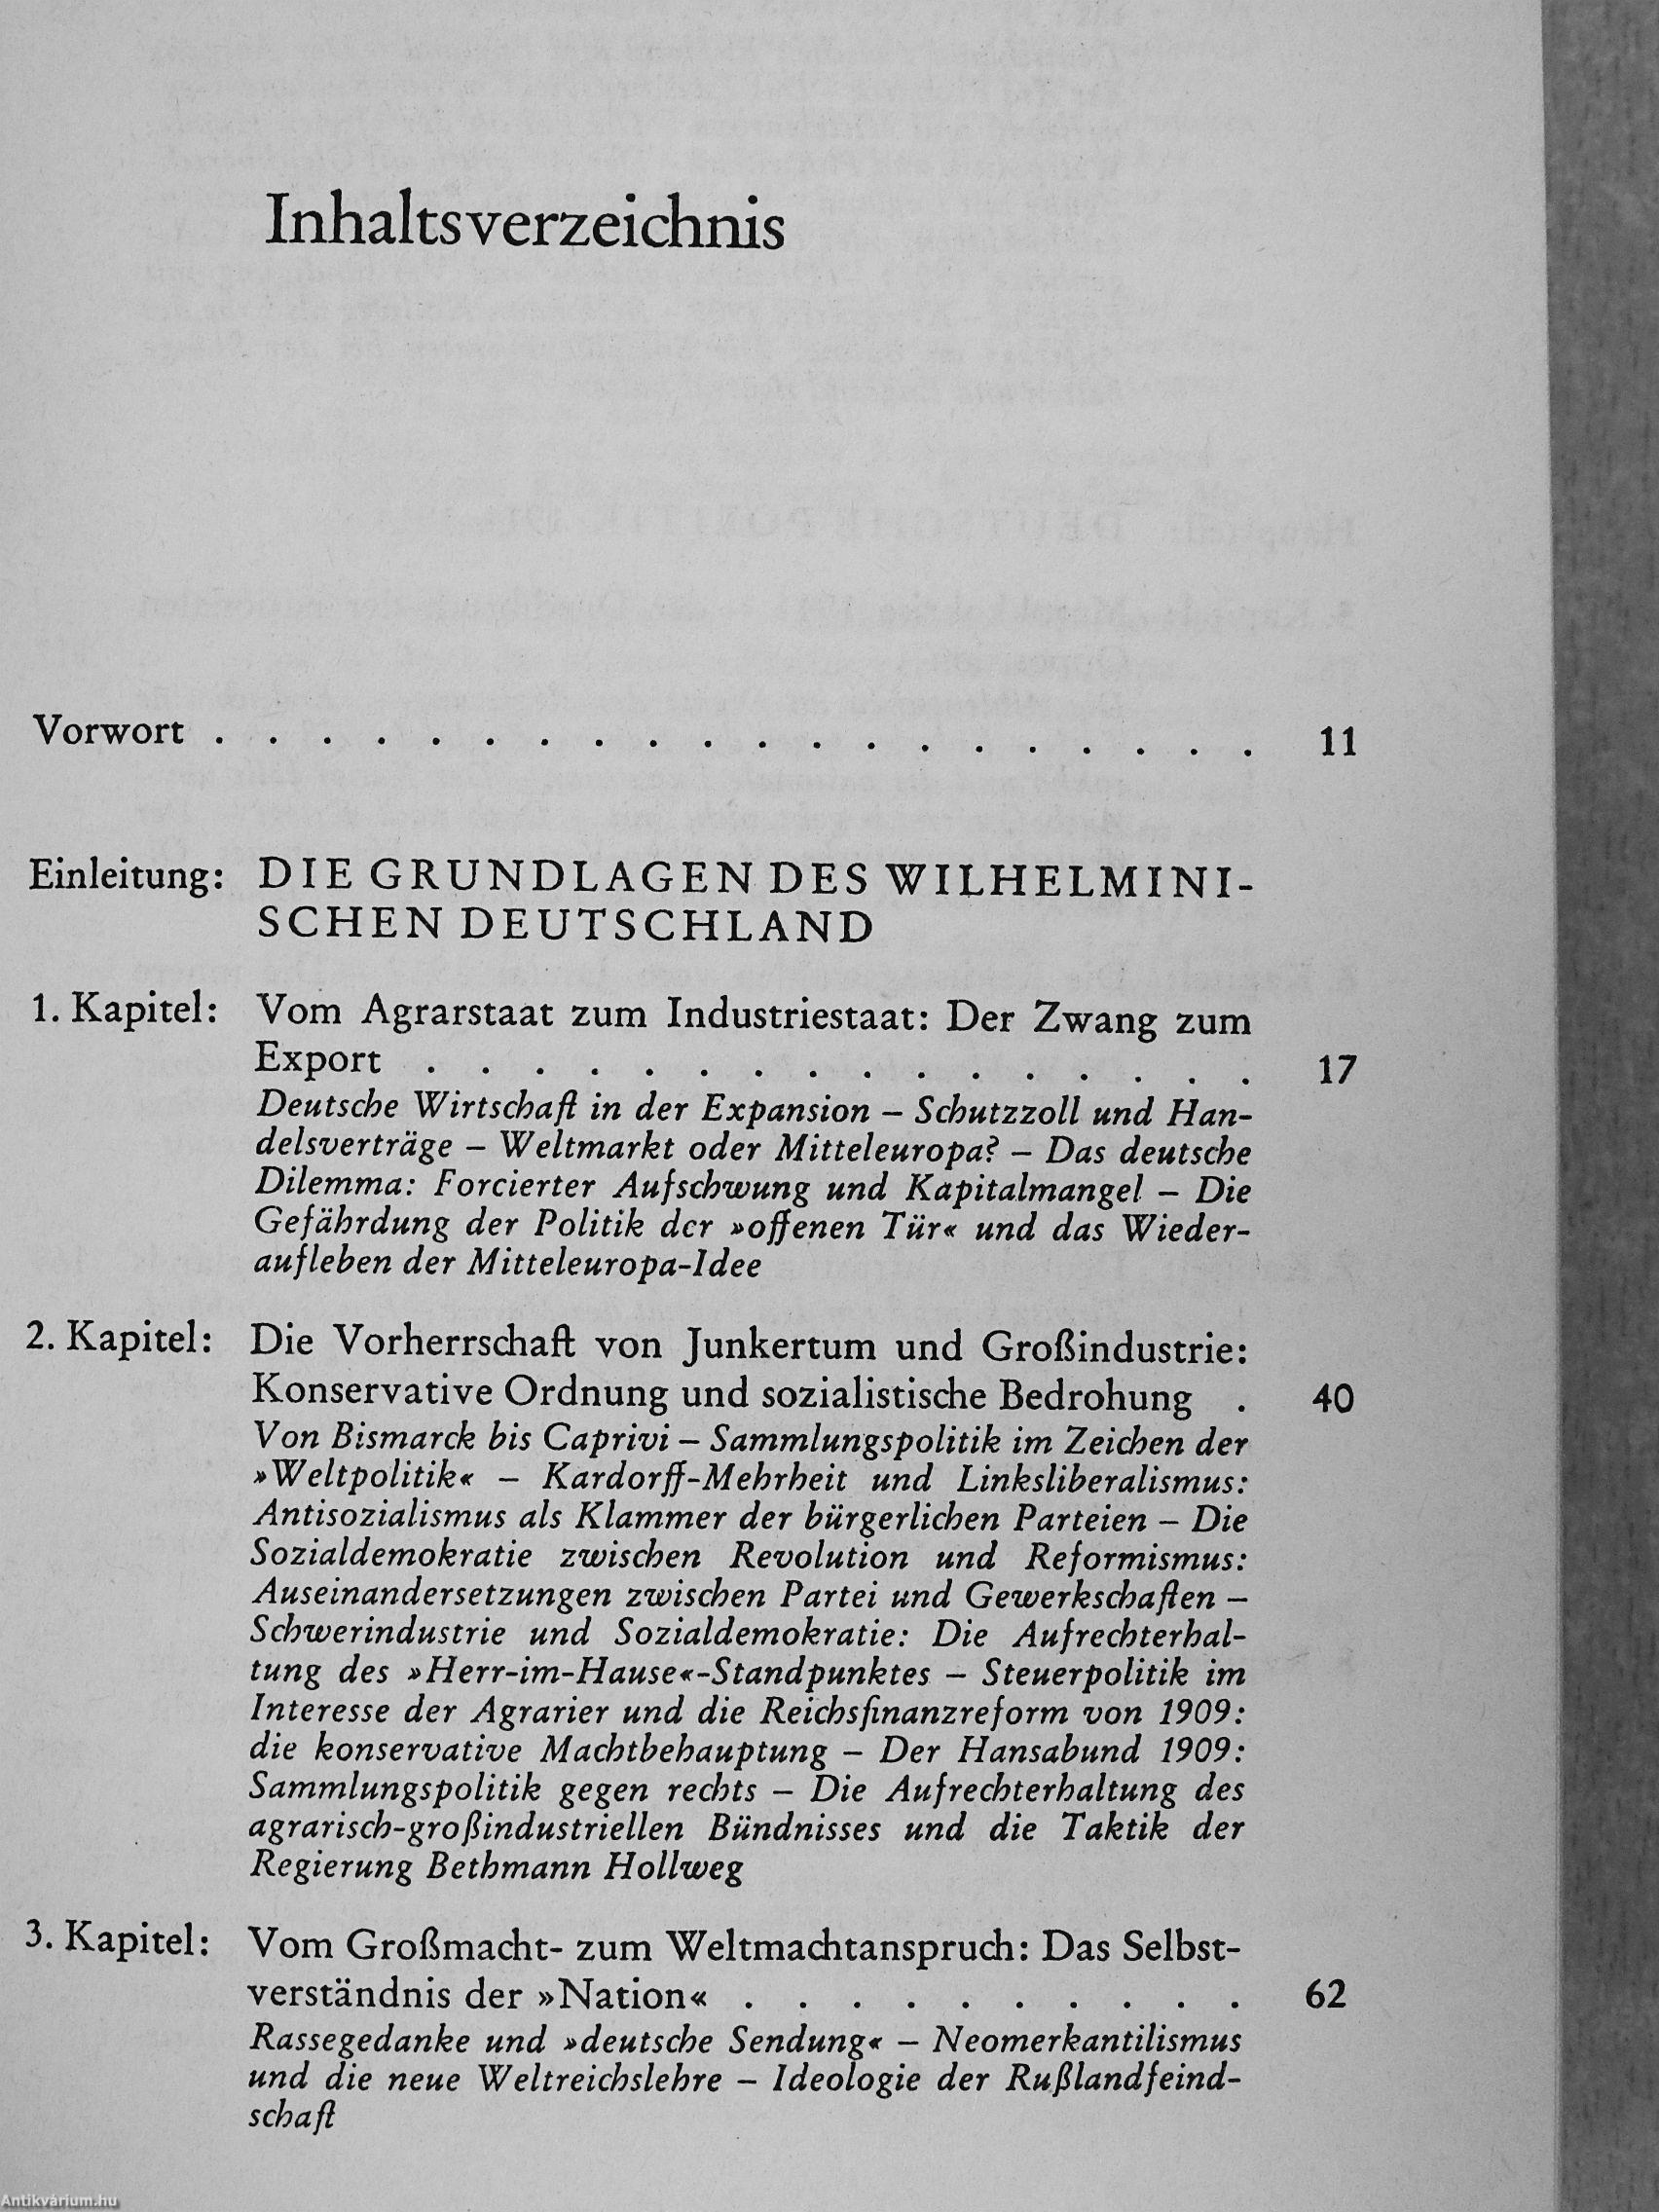 Inhaltsverzeichnis
Vorwort . . . . . . . . . . . . . . . . . . . . 11
Einleitung: DIE GRUNDLAGEN DES WILHELMINI-
SCHEN DEUTSCHLAND
1. Kapitel: Vom Agrarstaat zum Industriestaat: Der Zwang zum
Export . . . . . . . . . . . . . . . . 17
Deutsche Wirtschaft in der Expansion – Schutzzoll und Han-
delsverträge – Weltmarkt oder Mitteleuropa? – Das deutsche
Dilemma: Forcierter Aufschwung und Kapitalmangel – Die
Gefährdung der Politik der »offenen Tür« und das Wieder-
aufleben der Mitteleuropa-Idee
2. Kapitel: Die Vorherrschaft von Junkertum und Großindustrie:
Konservative Ordnung und sozialistische Bedrohung . 40
Von Bismarck bis Caprivi – Sammlungspolitik im Zeichen der
»Weltpolitik« – Kardorff-Mehrheit und Linksliberalismus:
Antisozialismus als Klammer der bürgerlichen Parteien – Die
Sozialdemokratie zwischen Revolution und Reformismus:
Auseinandersetzungen zwischen Partei und Gewerkschaften –
Schwerindustrie und Sozialdemokratie: Die Aufrechterhal-
tung des »Herr-im-Hause«-Standpunktes – Steuerpolitik im
Interesse der Agrarier und die Reichsfinanzreform von 1909:
die konservative Machtbehauptung – Der Hansabund 1909:
Sammlungspolitik gegen rechts – Die Aufrechterhaltung des
agrarisch-großindustriellen Bündnisses und die Taktik der
Regierung Bethmann Hollweg
3. Kapitel: Vom Großmacht- zum Weltmachtanspruch: Das Selbst-
verständnis der »Nation« . . . . . . . . . . 62
Rassegedanke und »deutsche Sendung« – Neomerkantilismus
und die neue Weltreichslehre – Ideologie der Rußlandfeind-
schaft
Antikvárium.hu